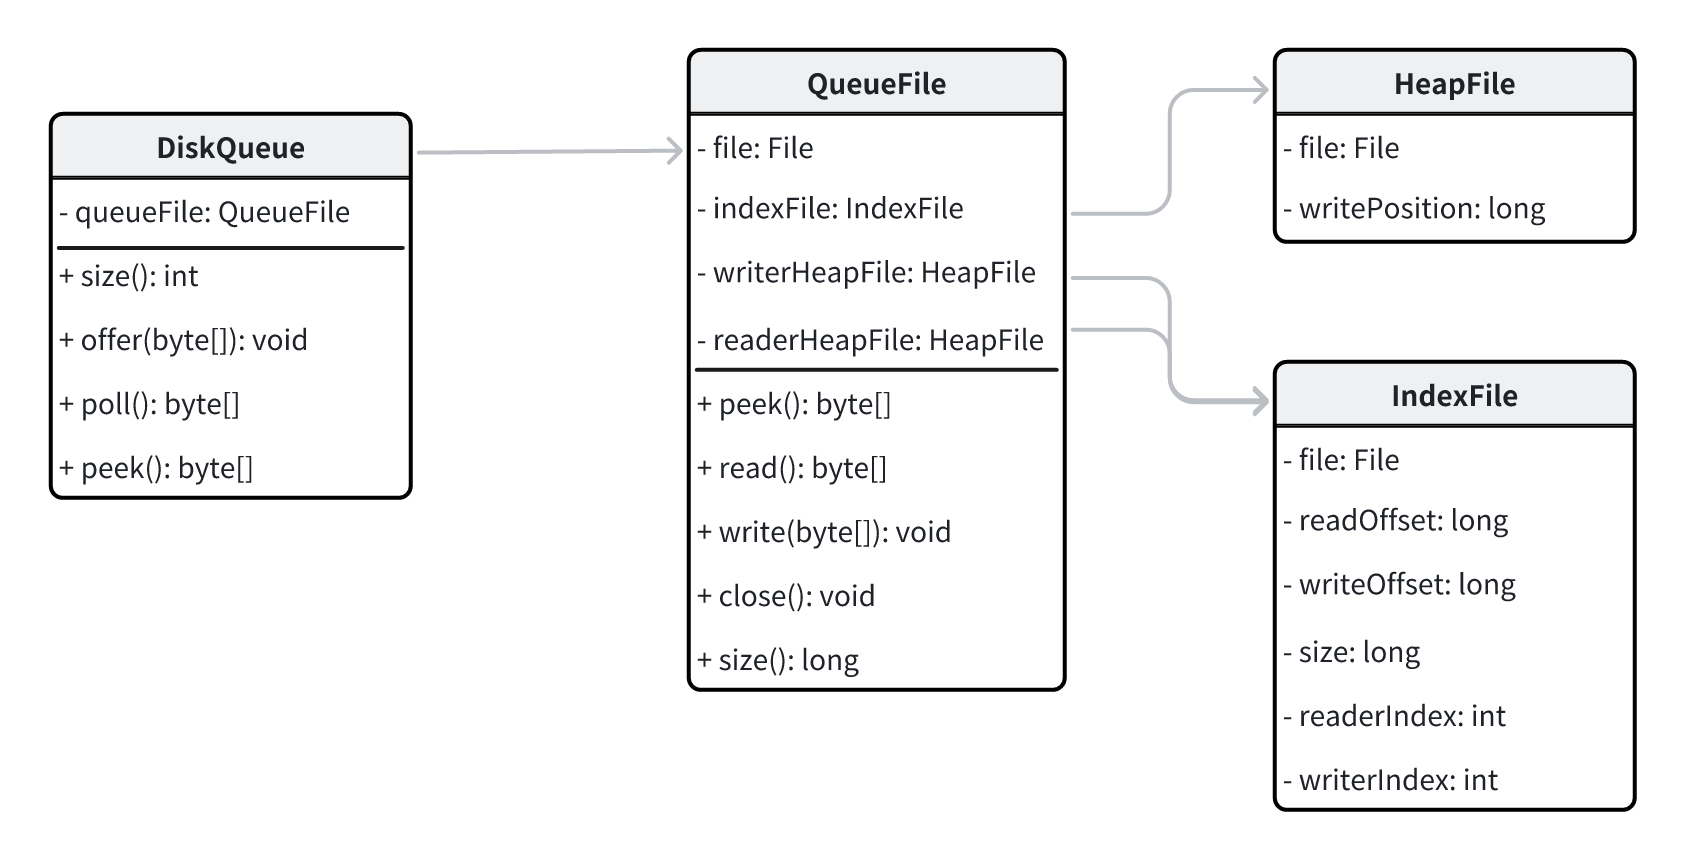 DiskQueue
- queueFile: QueueFile
+ size(): int
+ offer(byte[]): void
+ poll(): byte[]
+ peek(): byte[]
QueueFile
- file: File
- indexFile: IndexFile
- writerHeapFile: HeapFile
- readerHeapFile: HeapFile
+ peek(): byte[]
+ read(): byte[]
+ write(byte[]): void
+ close(): void
+ size(): long
HeapFile
- file: File
- writePosition: long
IndexFile
- file: File
- readOffset: long
- writeOffset: long
- size: long
- readerIndex: int
- writerIndex: int